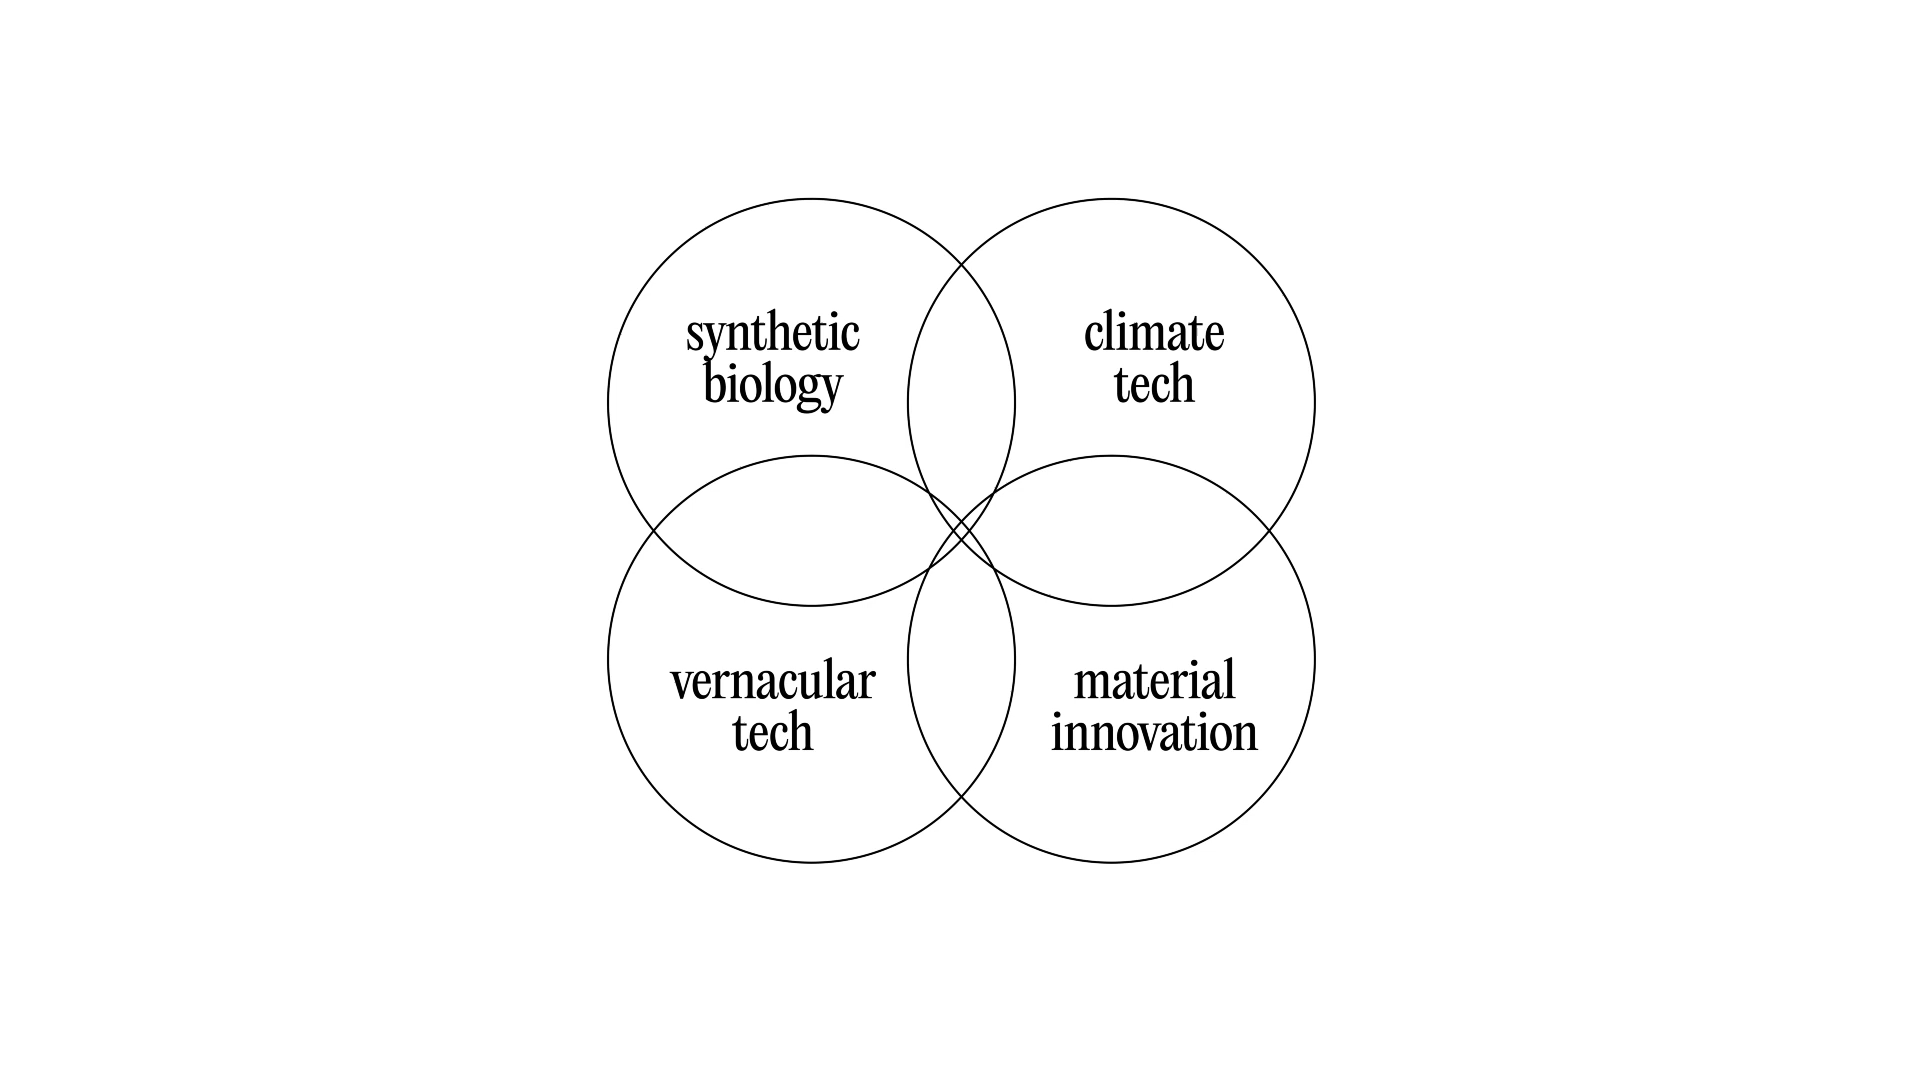 synthetic
biology
climate
tech
vernacular
tech
material
innovation